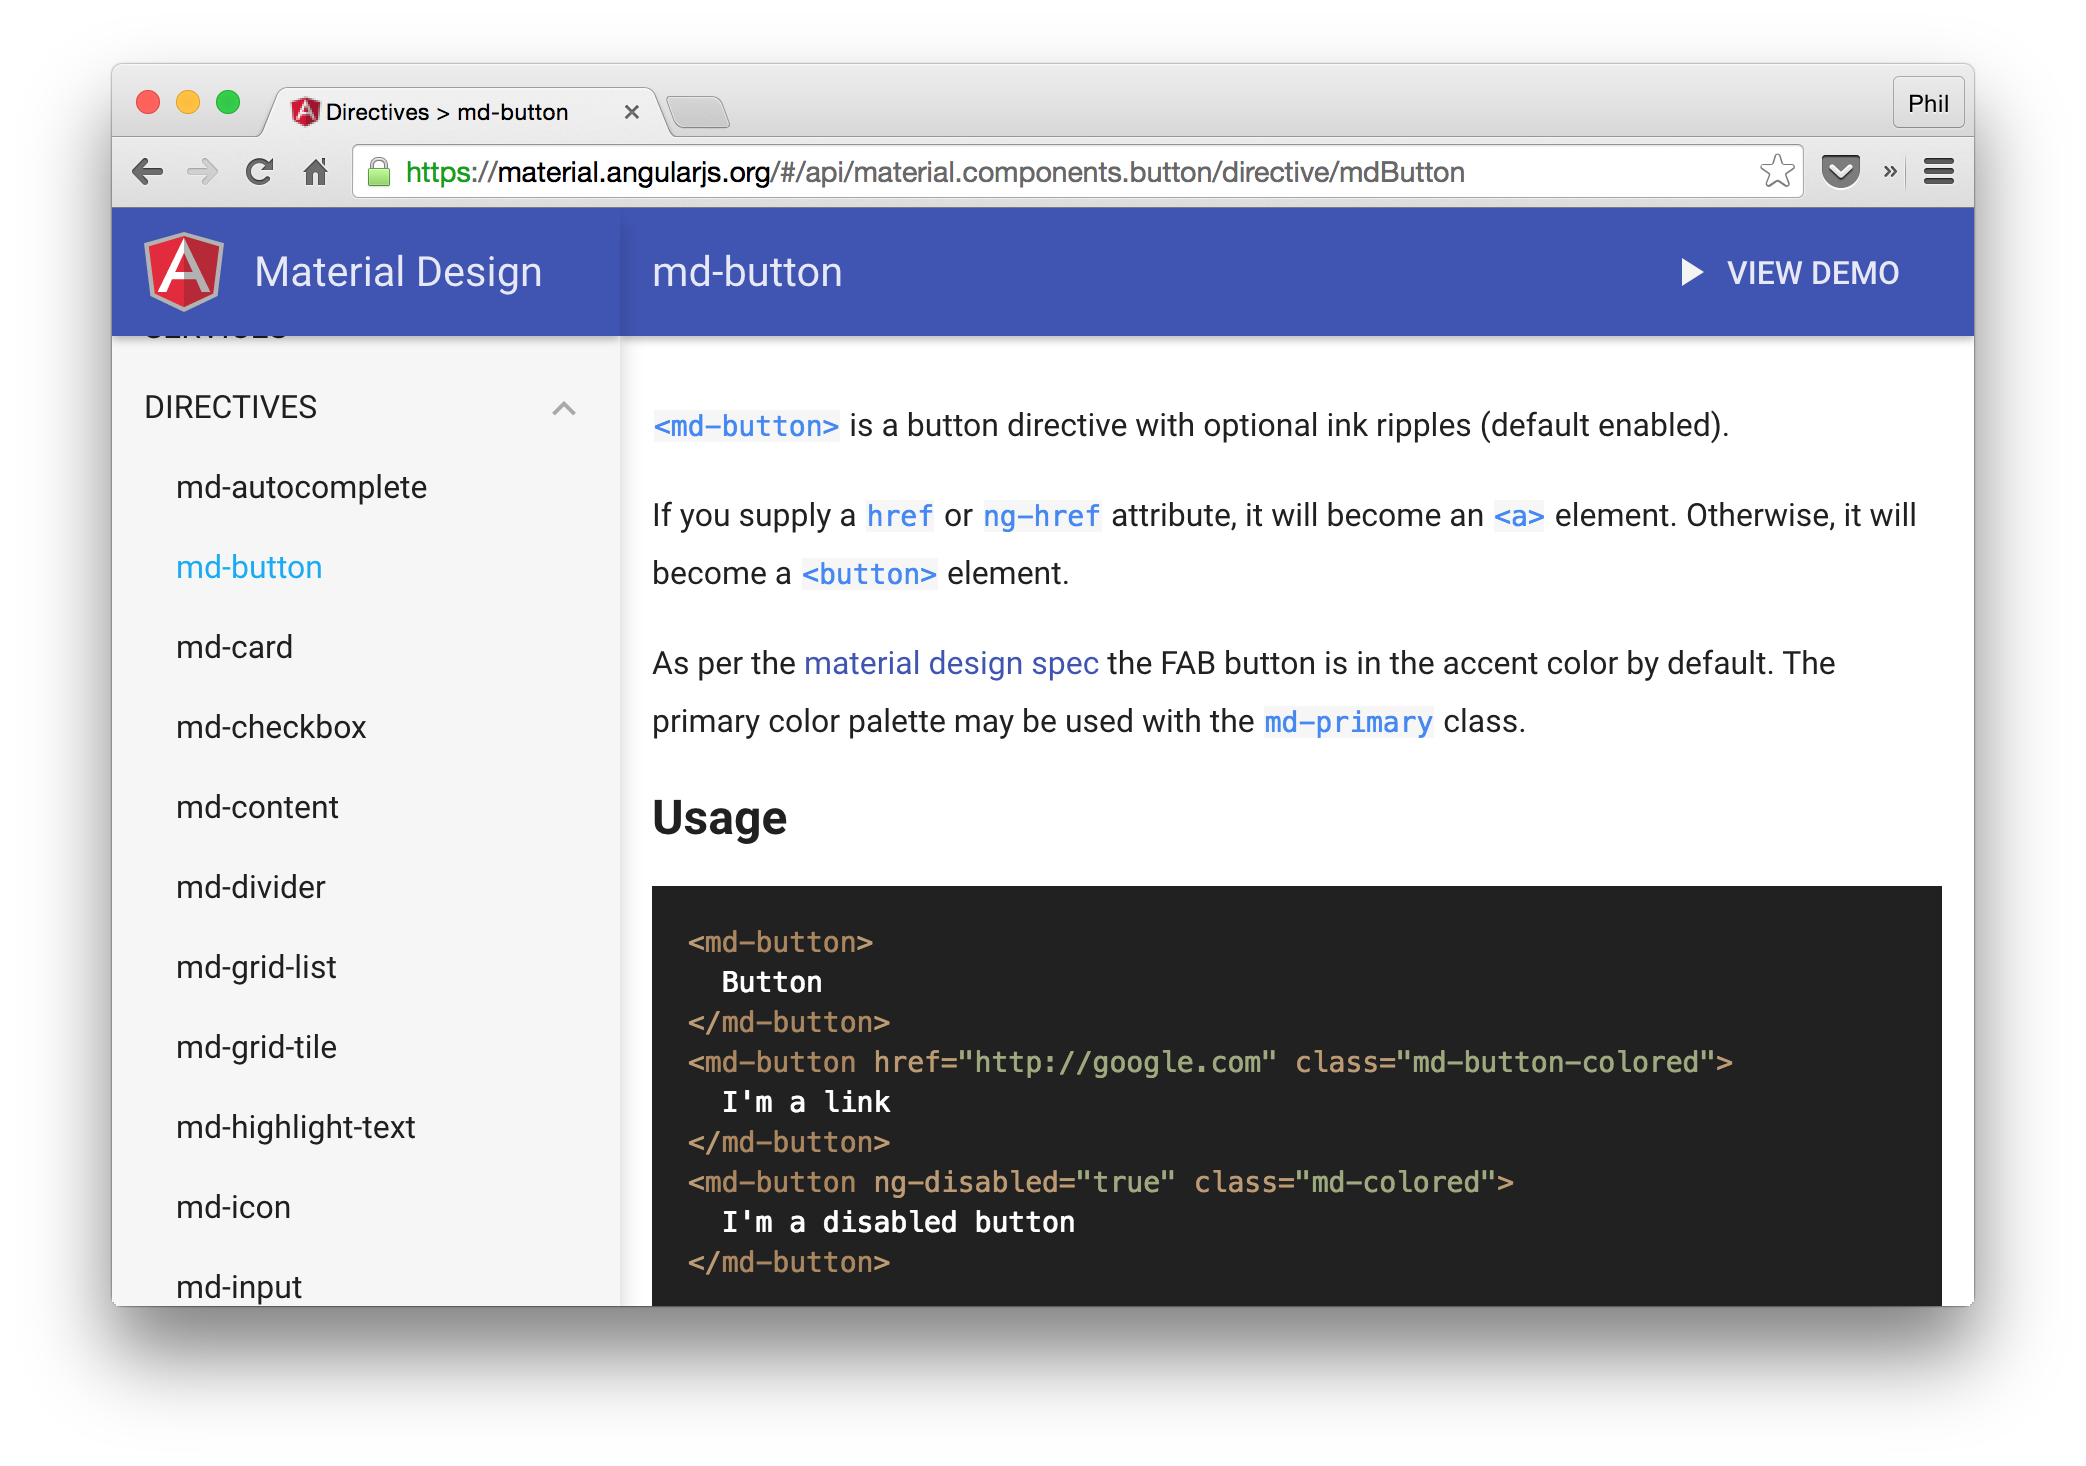 Directives > md-button
Phil
https://material.angularjs.org/#/api/material.components.button/directive/mdButton
Material Design
md-button
VIEW DEMO
DIRECTIVES
md-autocomplete
md-button
md-card
md-checkbox
md-content
md-divider
md-grid-list
md-grid-tile
md-highlight-text
md-icon
md-input
<md-button> is a button directive with optional ink ripples (default enabled).
If you supply a href or ng-href attribute, it will become an <a> element. Otherwise, it will
become a <button> element.
As per the material design spec the FAB button is in the accent color by default. The
primary color palette may be used with the md-primary class.
Usage
<md-button>
Button
</md-button>
<md-button href="http://google.com" class="md-button-colored">
I'm a link
</md-button>
<md-button ng-disabled="true" class="md-colored">
I'm a disabled button
</md-button>